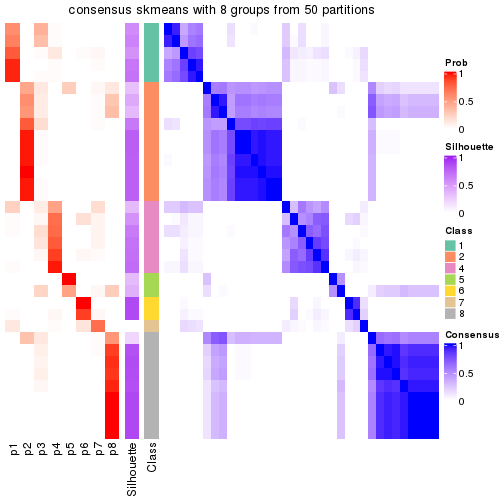 consensus skmeans with 8 groups from 50 partitions
Prob
1
0.5
0
Silhouette
1
0.5
0
Class
1
2
4
5
6
7
8
Consensus
1
0.5
0
p1 p2 p3 p4 p5 p6 p7 p8 Silhouette Class